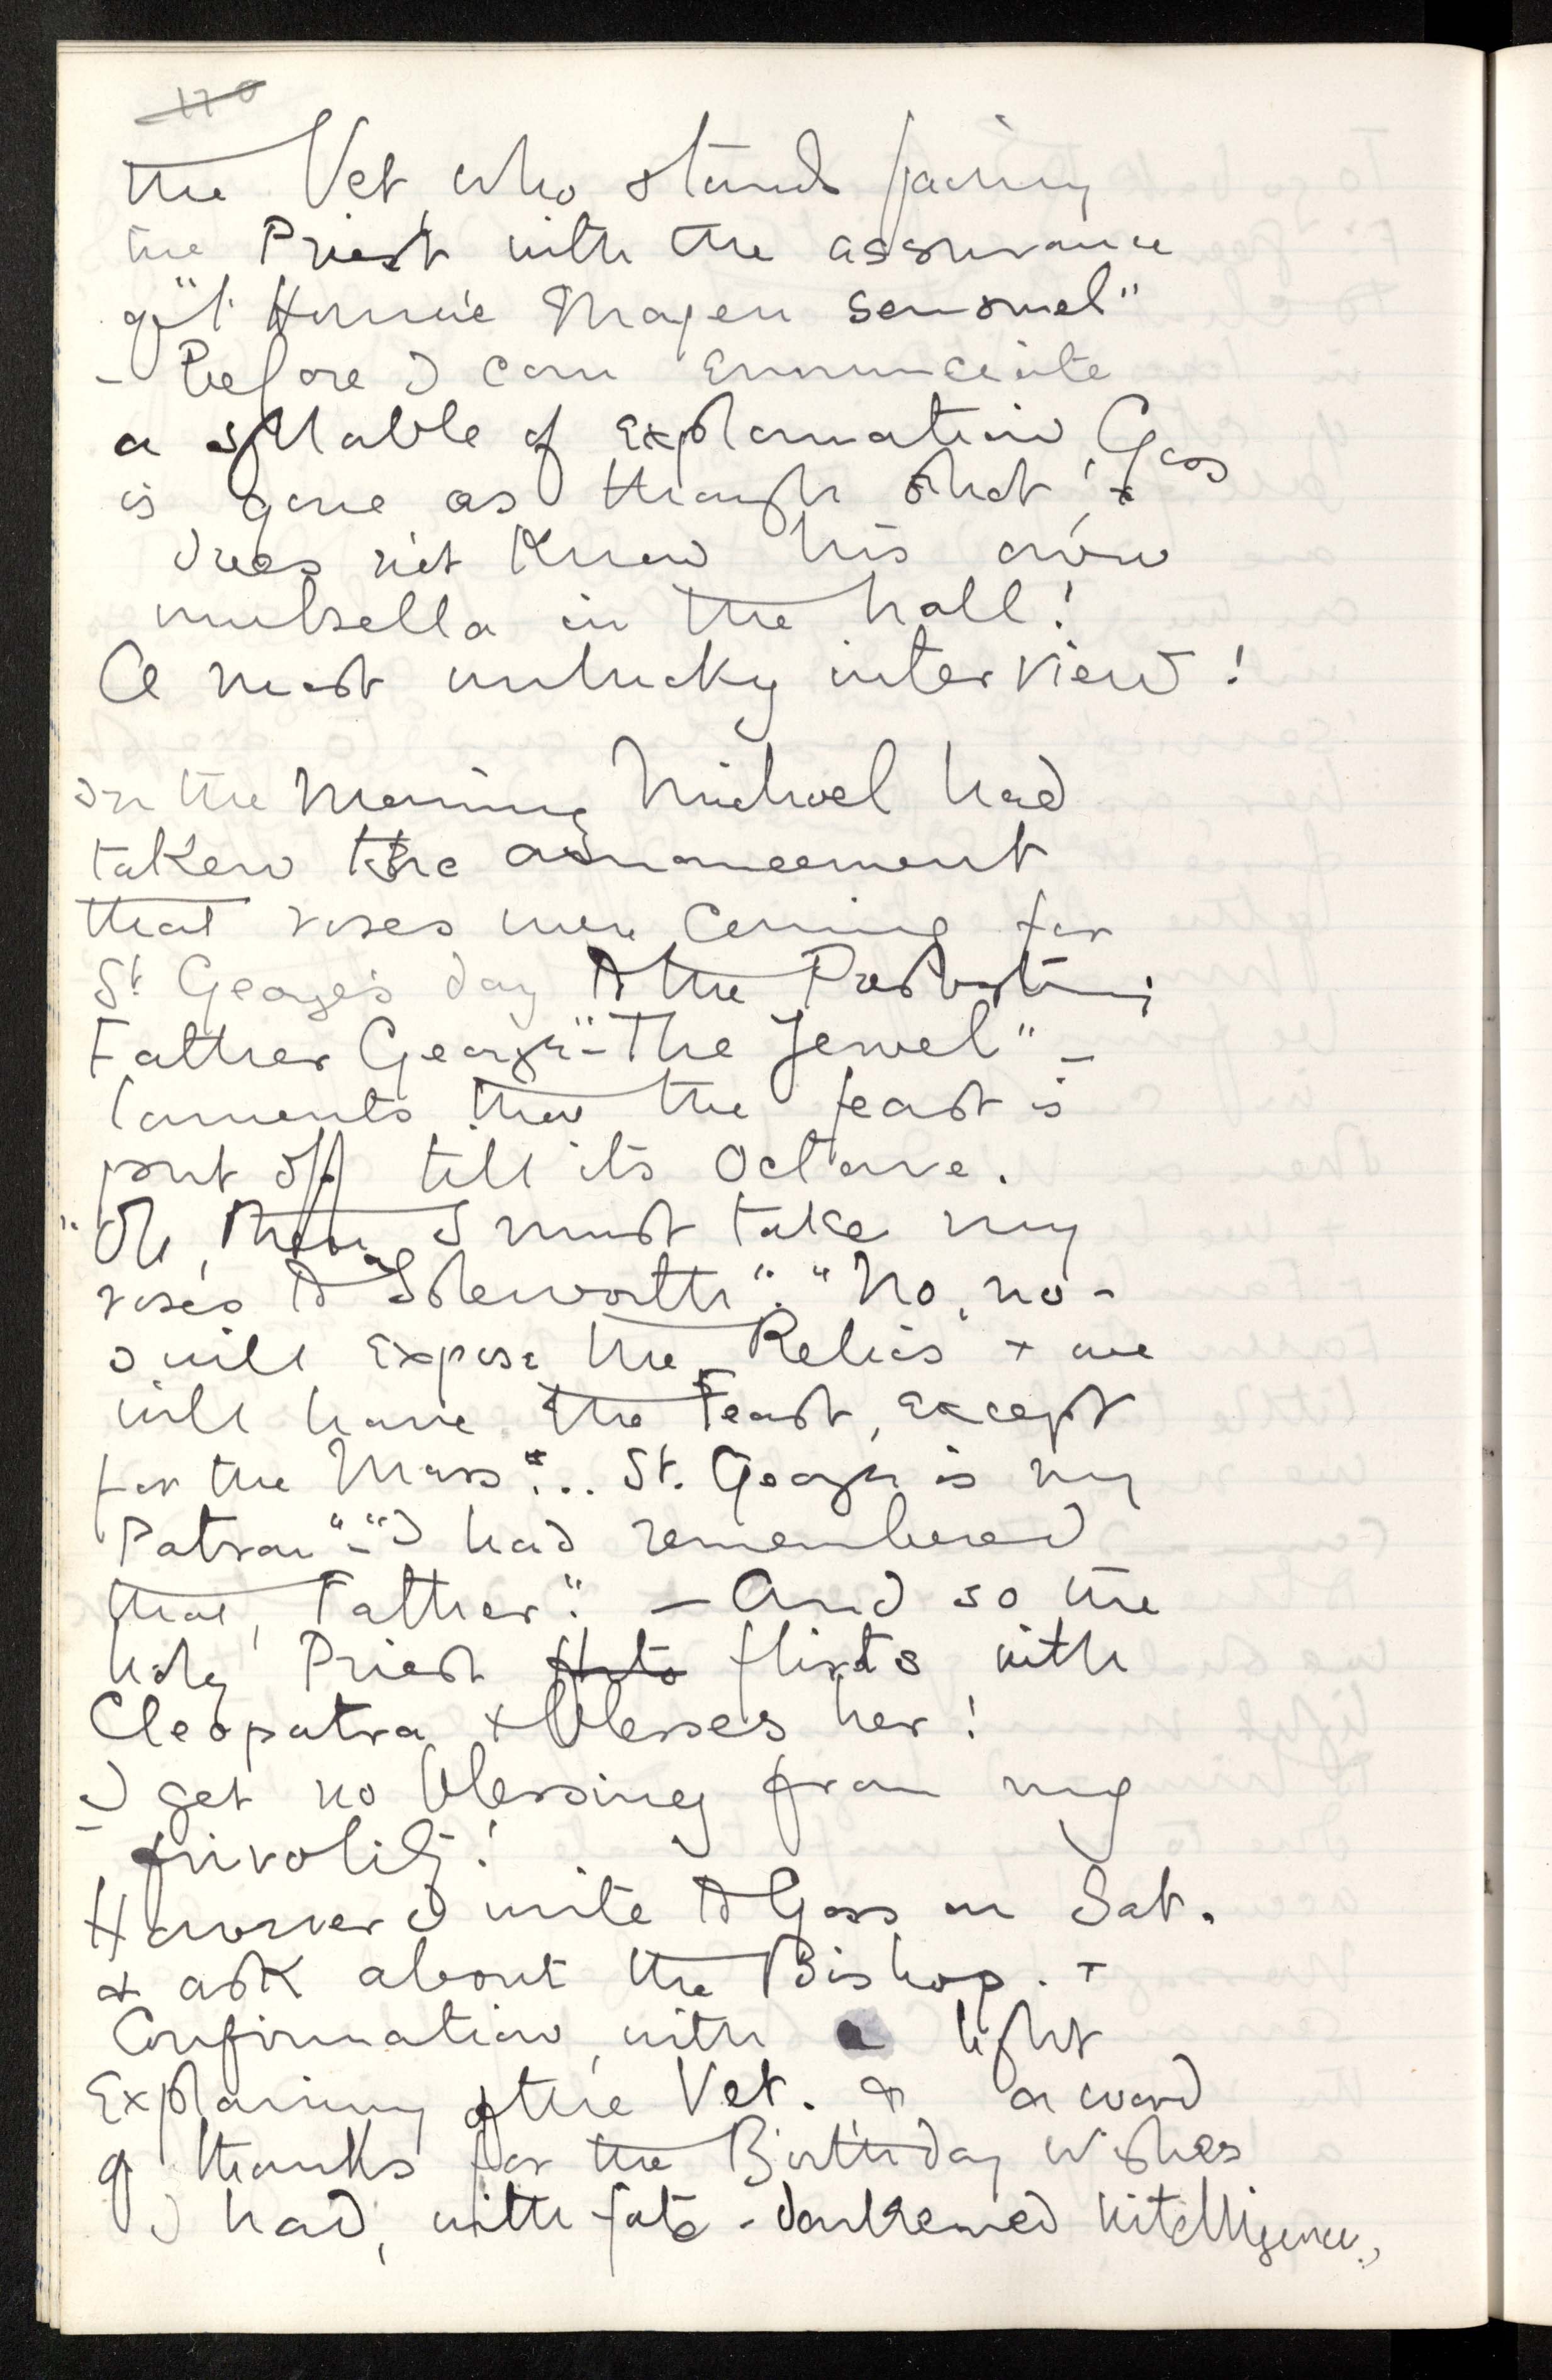 the Vet, who stands facing
the Priest with the assurance
of "l'Homme Moyen sensuel"
- Before I can enunciate
a syllable of explanation, Goss
is gone as though shot, &
does not know his own
umbrella in the hall!
A most unlucky interview!
In the Morning Michael had
taken the announcement
that roses were coming for
St George's day to the Presbytery;
Father George - "The Jewel" -
laments that the feast is
put off till its Octave.
"Oh, then I must take my
roses to Isleworth". "No, no -
I will expose the Relics & we
will have the Feast, except
for the Mass"... St. George is my
Patron" - "I had remembered
that, Father". - And so the
holy Priest flirts with
Cleopatra & blesses her!
I get no blessing from my
frivolity!
However I write to Goss on Sat.
& ask about the Bishop. &
Confirmation, with a light
Explaining of the Vet. & a word
of thanks for the Birthday wishes
I had, with fate-darkened intelligence,